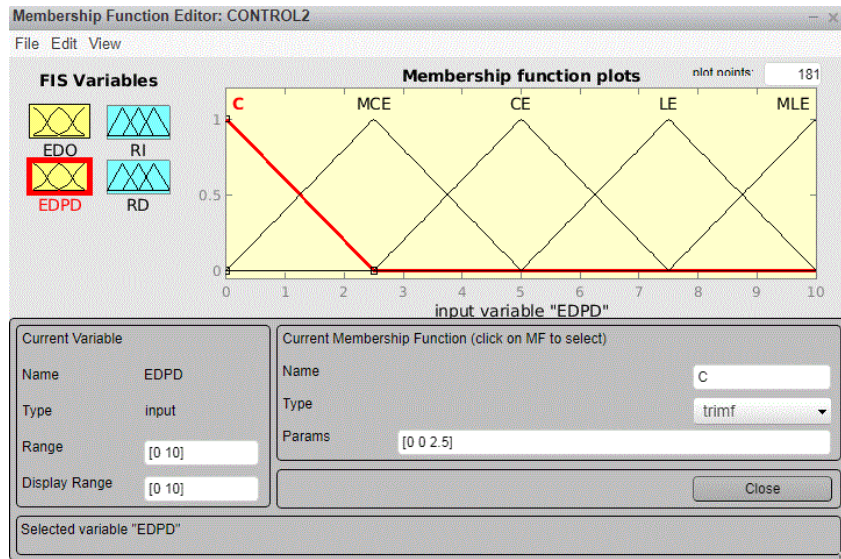 Membership Function Editor: CONTROL2
File Edit View
FIS Variables
EDO
RI
EDPD
RD
Membership function plots
plot points:
181
C
MCE
CE
LE
MLE
1
0.5
0
0 1 2 3 4 5 6 7 8 9 10
input variable "EDPD"
Current Variable
Name EDPD
Type input
Range [0 10]
Display Range [0 10]
Current Membership Function (click on MF to select)
Name C
Type trimf
Params [0 0 2.5]
Close
Selected variable "EDPD"